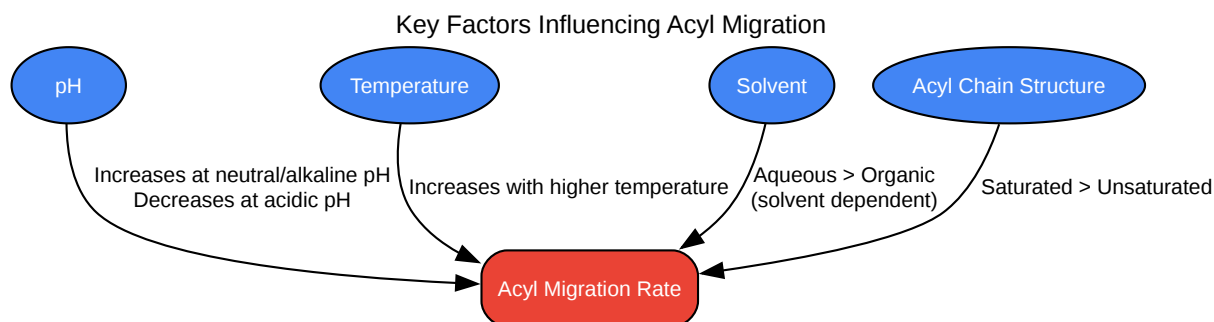 Key Factors Influencing Acyl Migration
pH
Temperature
Solvent
Acyl Chain Structure
Increases at neutral/alkaline pH
Decreases at acidic pH
Increases with higher temperature
Aqueous > Organic
(solvent dependent)
Saturated > Unsaturated
Acyl Migration Rate